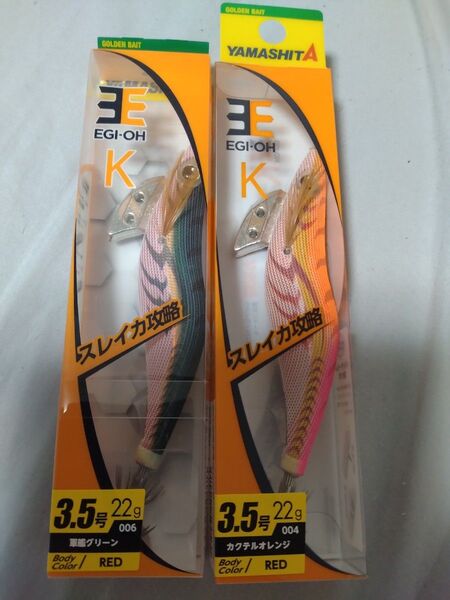 GOLDEN BAIT
EGI-OH
K
スレイカ攻略
3.5号 22g
006
軍艦グリーン
Body Color / RED
GOLDEN BAIT
YAMASHITA
EGI-OH
K
スレイカ攻略
3.5号 22g
004
カクテルオレンジ
Body Color / RED